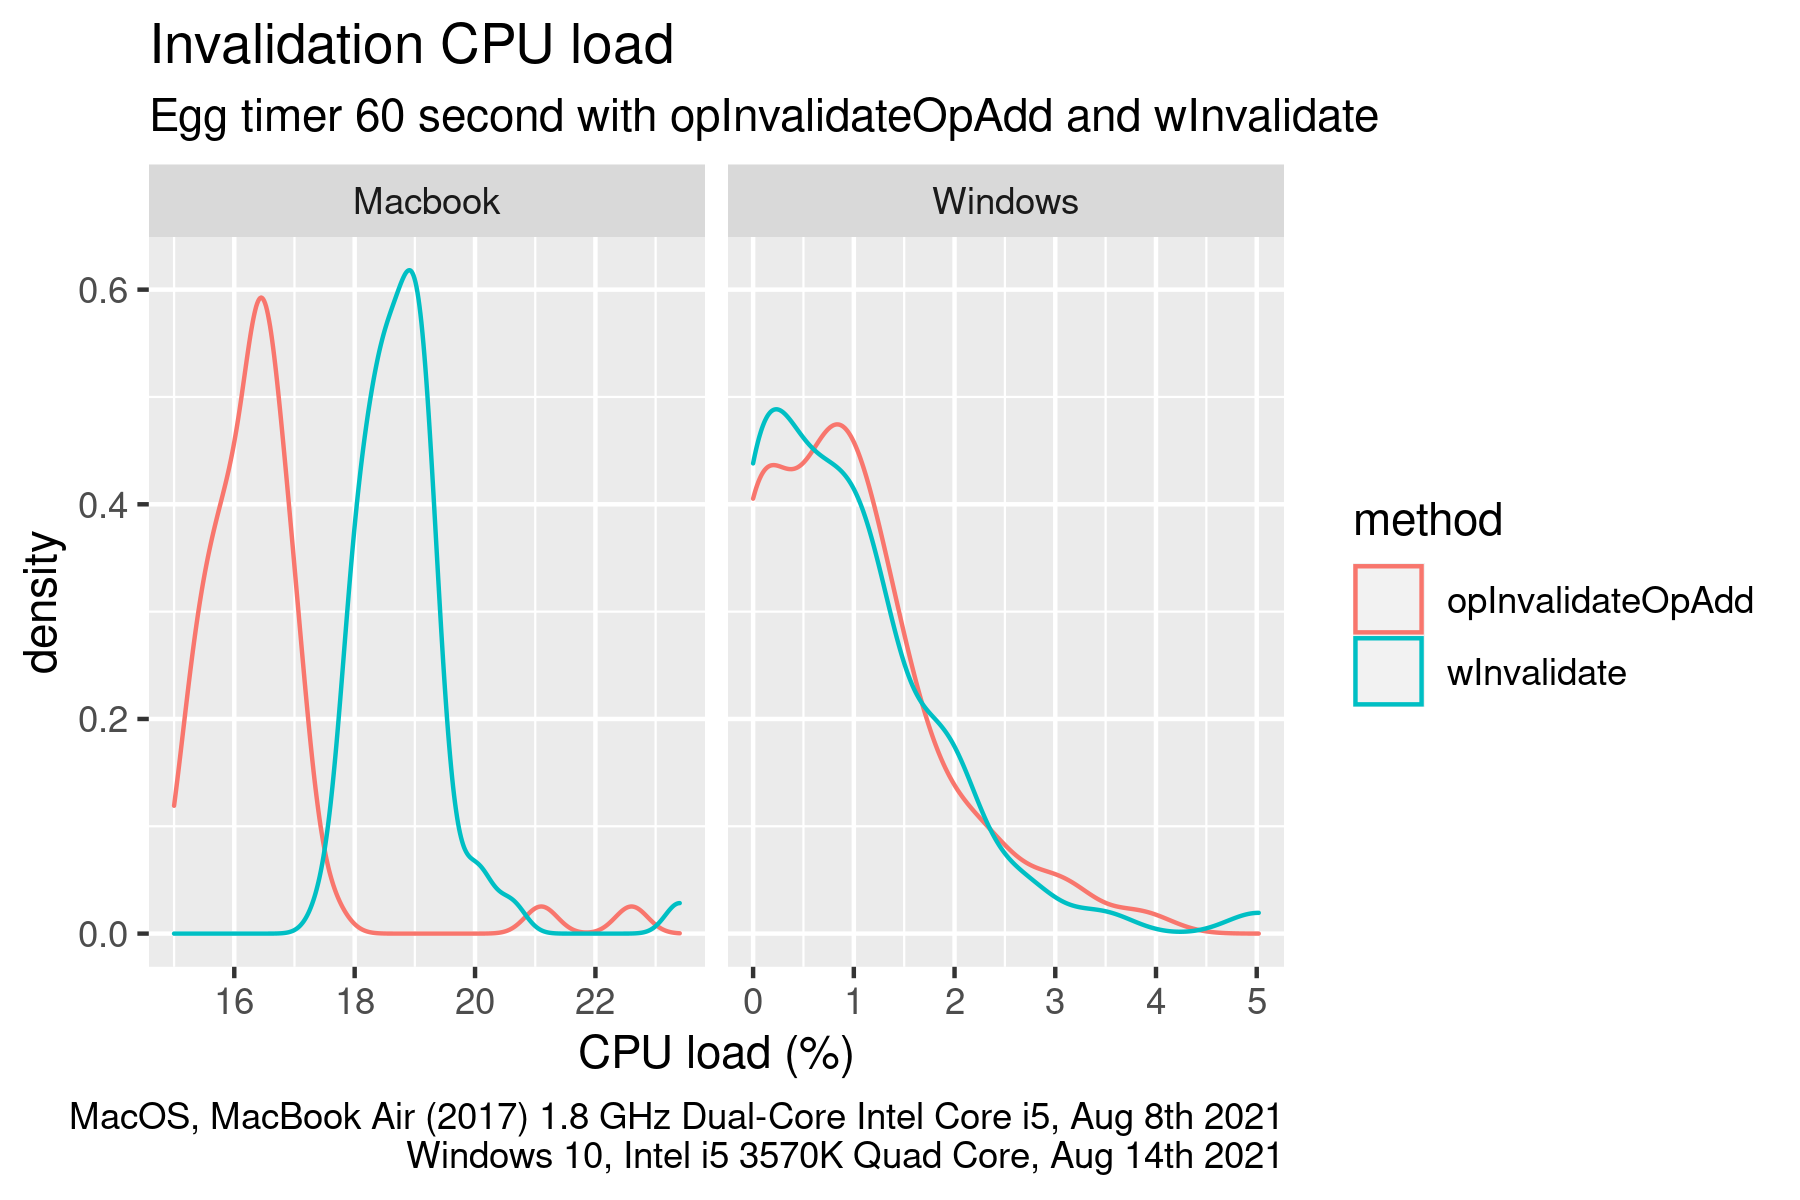 Invalidation CPU load
Egg timer 60 second with opInvalidateOpAdd and wInvalidate
Macbook
Windows
0.6
0.4
0.2
0.0
density
16 18 20 22
0 1 2 3 4 5
CPU load (%)
method
opInvalidateOpAdd
wInvalidate
MacOS, MacBook Air (2017) 1.8 GHz Dual-Core Intel Core i5, Aug 8th 2021
Windows 10, Intel i5 3570K Quad Core, Aug 14th 2021